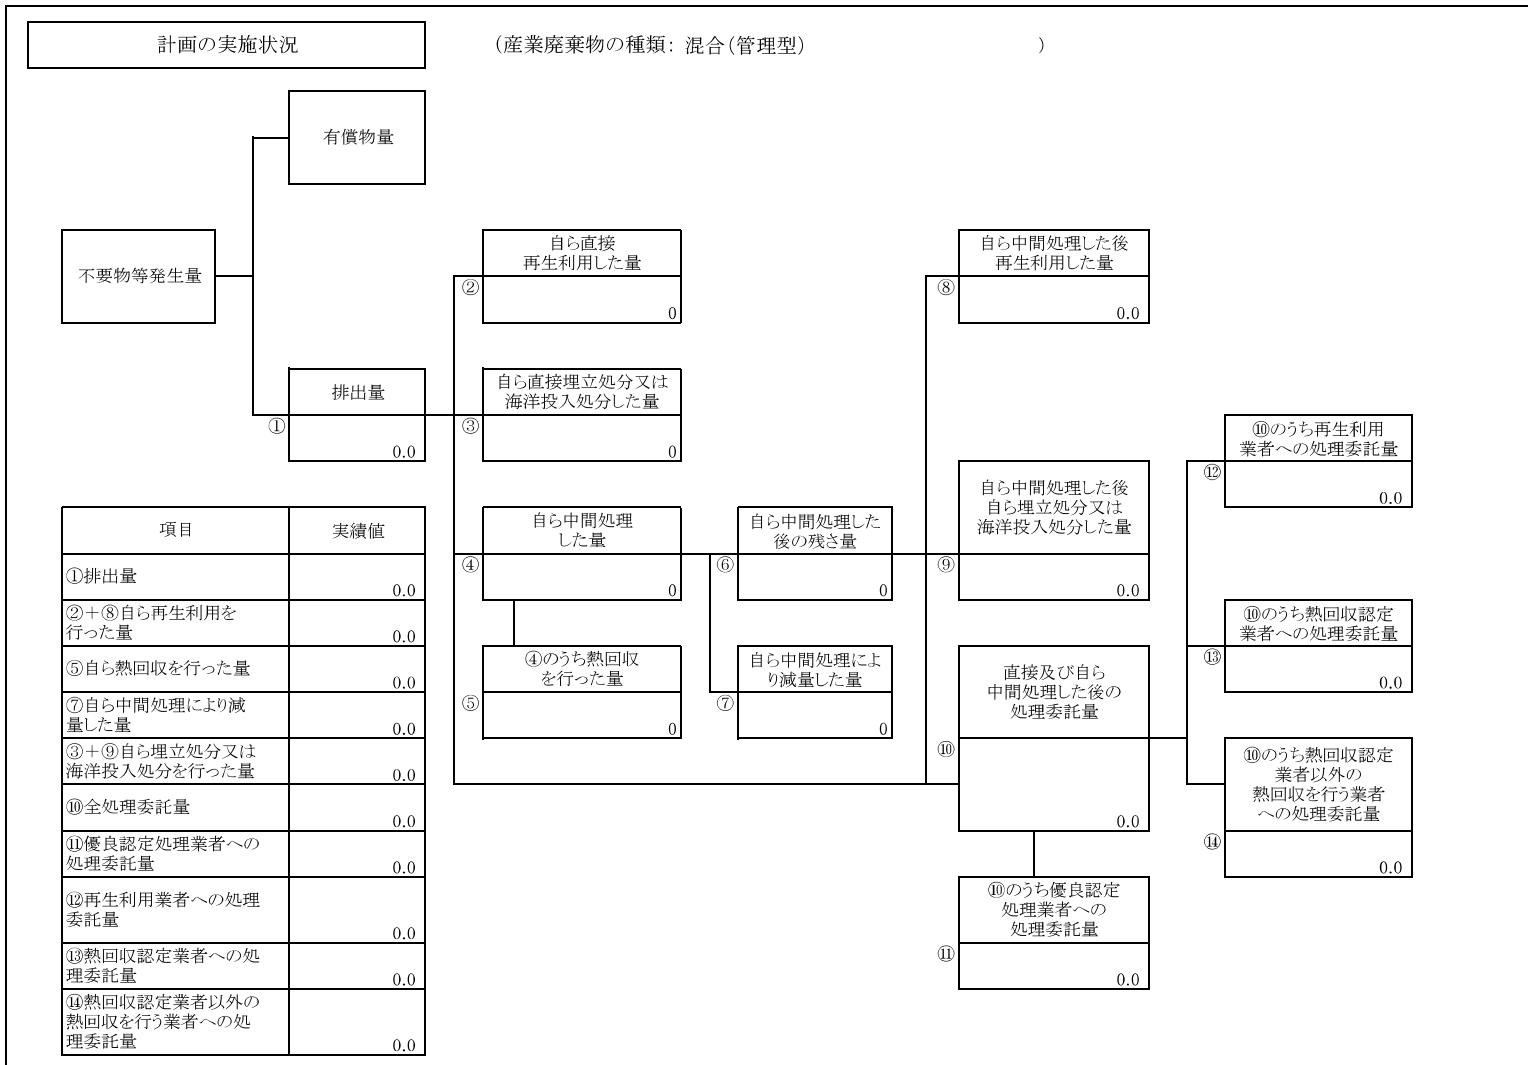 計画の実施状況
(産業廃棄物の種類: 混合(管理型) )
有償物量
不要物等発生量
自ら直接
再生利用した量
②
0
自ら中間処理した後
再生利用した量
⑧
0.0
排出量
①
0.0
自ら直接埋立処分又は
海洋投入処分した量
③
0
⑩のうち再生利用
業者への処理委託量
⑫
0.0
自ら中間処理した後
自ら埋立処分又は
海洋投入処分した量
⑨
0.0
自ら中間処理
した量
④
0
自ら中間処理した
後の残さ量
⑥
0
⑩のうち熱回収認定
業者への処理委託量
⑬
0.0
④のうち熱回収
を行った量
⑤
0
自ら中間処理によ
り減量した量
⑦
0
直接及び自ら
中間処理した後の
処理委託量
⑩
0.0
⑩のうち熱回収認定
業者以外の
熱回収を行う業者
への処理委託量
⑭
0.0
⑩のうち優良認定
処理業者への
処理委託量
⑪
0.0
項目 実績値
①排出量
0.0
②+⑧自ら再生利用を
行った量
0.0
⑤自ら熱回収を行った量
0.0
⑦自ら中間処理により減
量した量
0.0
③+⑨自ら埋立処分又は
海洋投入処分を行った量
0.0
⑩全処理委託量
0.0
⑪優良認定処理業者への
処理委託量
0.0
⑫再生利用業者への処理
委託量
0.0
⑬熱回収認定業者への処
理委託量
0.0
⑭熱回収認定業者以外の
熱回収を行う業者への処
理委託量
0.0